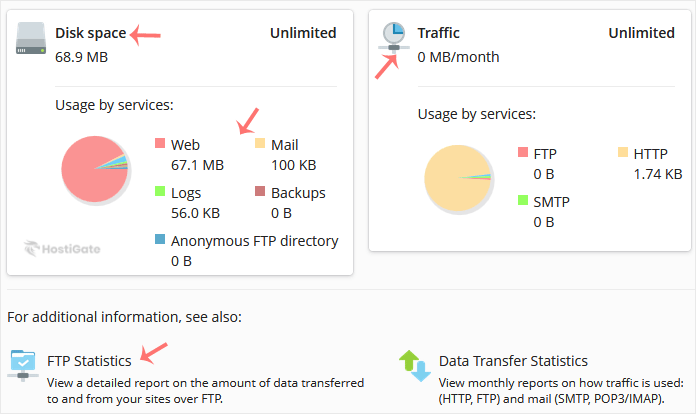 Disk space Unlimited
68.9 MB
Usage by services:
Web
67.1 MB
Mail
100 KB
Logs
56.0 KB
Backups
0 B
Anonymous FTP directory
0 B
HostiGate
Traffic Unlimited
0 MB/month
Usage by services:
FTP
0 B
HTTP
1.74 KB
SMTP
0 B
For additional information, see also:
FTP Statistics
View a detailed report on the amount of data transferred
to and from your sites over FTP.
Data Transfer Statistics
View monthly reports on how traffic is used:
(HTTP, FTP) and mail (SMTP, POP3/IMAP).